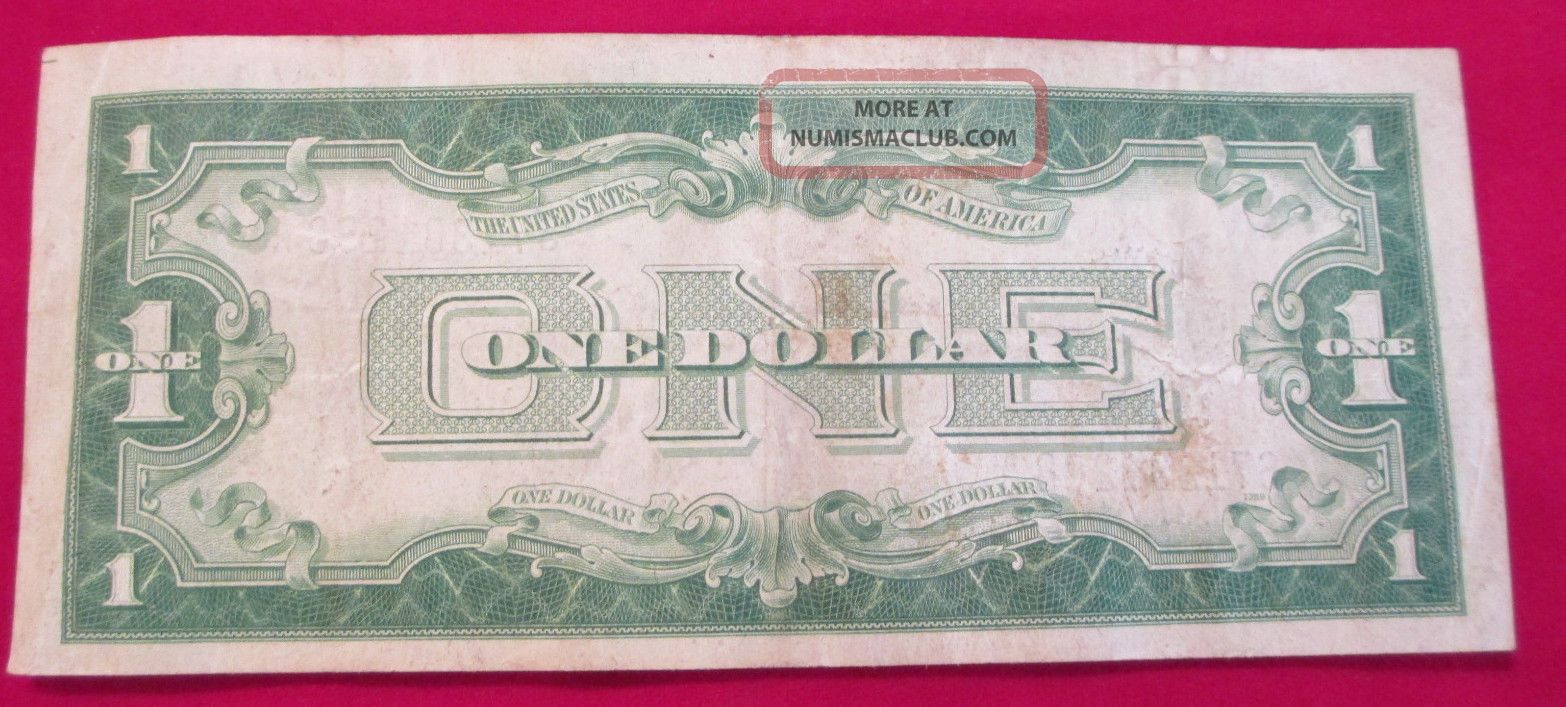 MORE AT
NUMISMACLUB.COM
1
1
THE UNITED STATES
OF AMERICA
ONE
ONE DOLLAR
1
ONE
1
ONE
ONE DOLLAR
ONE DOLLAR
1
1